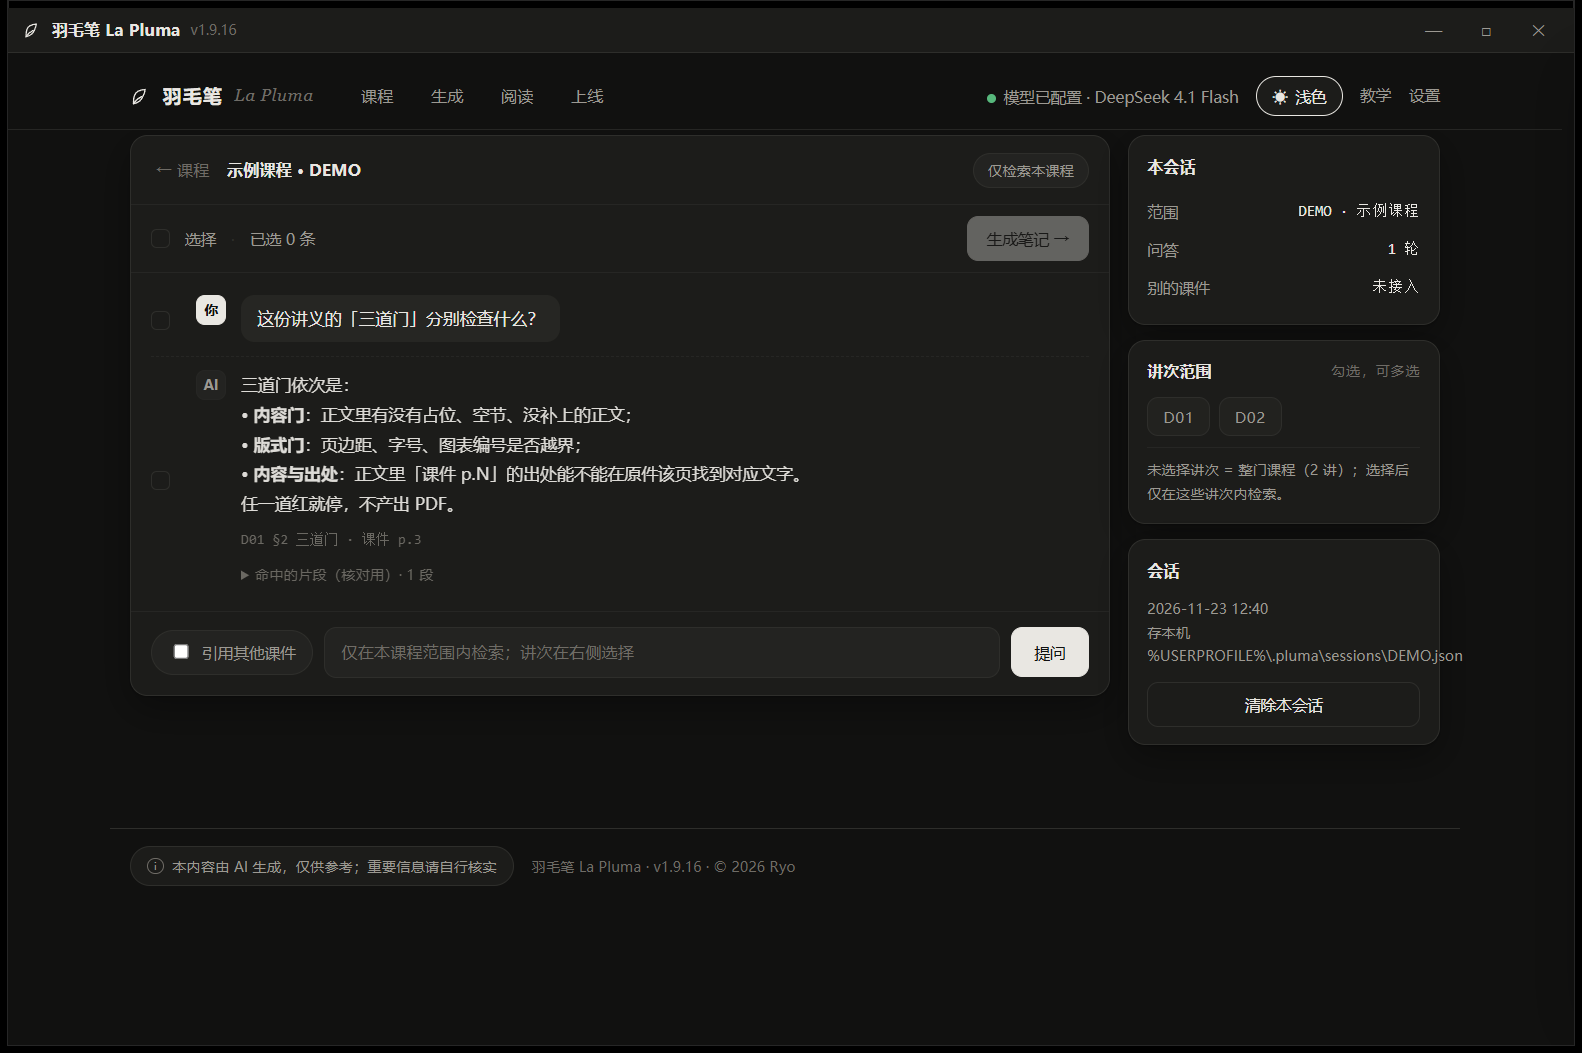 羽毛笔 La Pluma v1.9.16
羽毛笔 La Pluma 课程 生成 阅读 上线 模型已配置 · DeepSeek 4.1 Flash 浅色 教学 设置
← 课程 示例课程 • DEMO 仅检索本课程
选择 · 已选 0 条 生成笔记 →
你 这份讲义的「三道门」分别检查什么？
AI 三道门依次是：
• 内容门：正文里有没有占位、空节、没补上的正文；
• 版式门：页边距、字号、图表编号是否越界；
• 内容与出处：正文里「课件 p.N」的出处能不能在原件该页找到对应文字。
任一道红就停，不产出 PDF。
D01 §2 三道门 · 课件 p.3
▶ 命中的片段（核对用）· 1 段
引用其他课件 仅在本课程范围内检索；讲次在右侧选择 提问
本会话
范围 DEMO · 示例课程
问答 1 轮
别的课件 未接入
讲次范围 勾选，可多选
D01 D02
未选择讲次 = 整门课程（2 讲）；选择后
仅在这些讲次内检索。
会话
2026-11-23 12:40
存本机
%USERPROFILE%\.pluma\sessions\DEMO.json
清除本会话
本内容由 AI 生成，仅供参考；重要信息请自行核实 羽毛笔 La Pluma · v1.9.16 · © 2026 Ryo